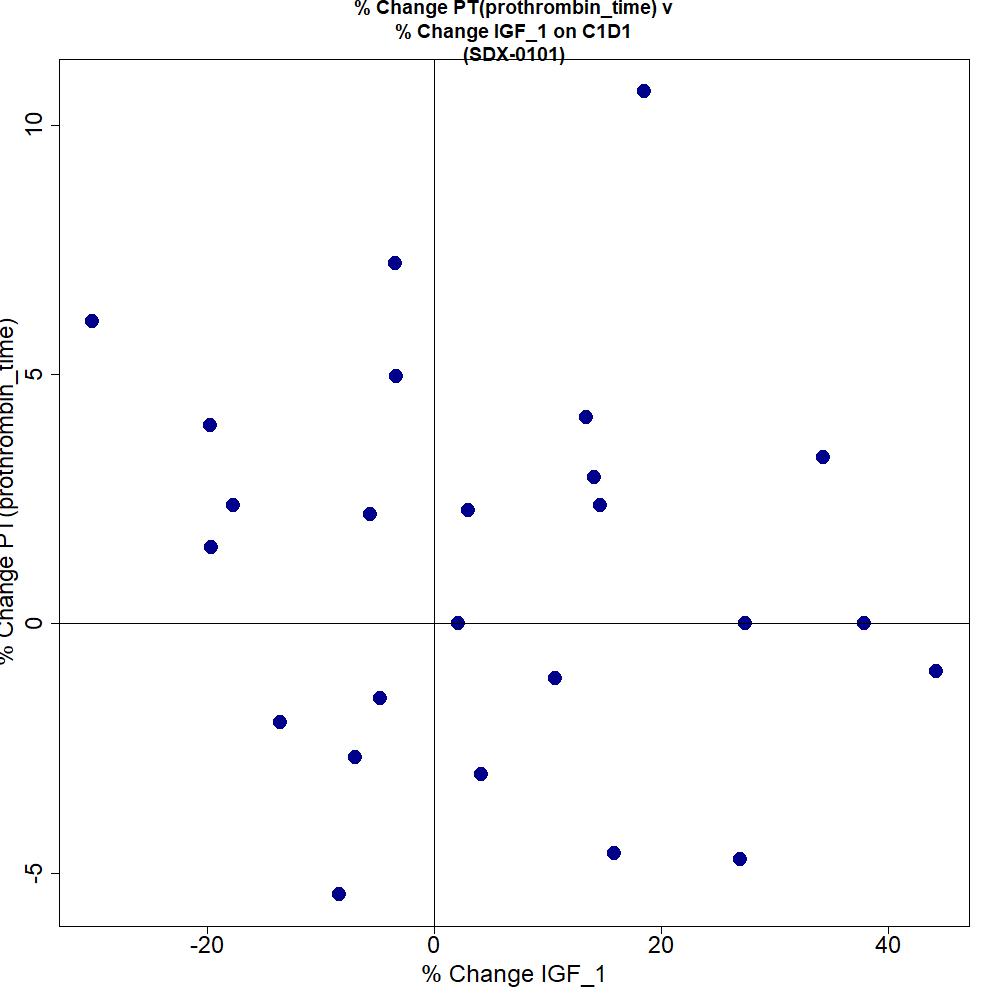 % Change PT(prothrombin_time) v
% Change IGF_1 on C1D1
(SDX-0101)
% Change PT(prothrombin_time)
10
5
0
-5
-20
0
20
40
% Change IGF_1